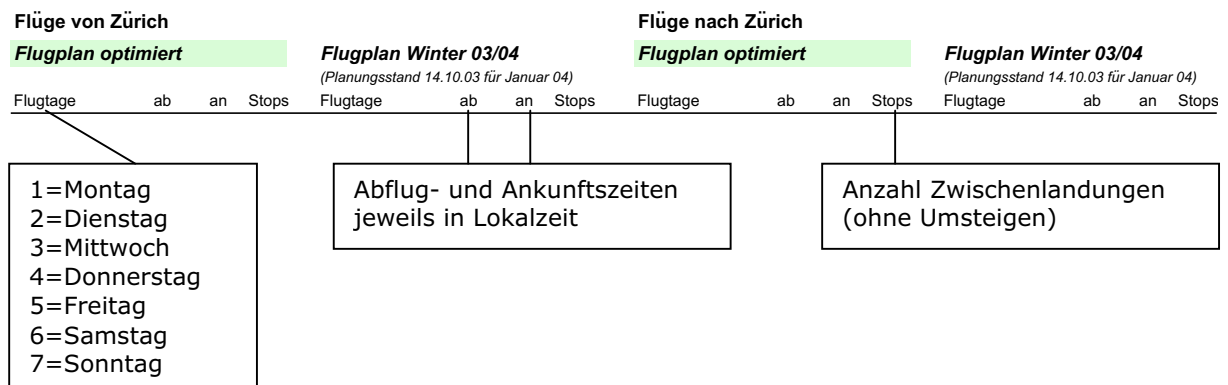 Flüge von Zürich Flüge nach Zürich
Flugplan optimiert Flugplan Winter 03/04 Flugplan optimiert Flugplan Winter 03/04
(Planungsstand 14.10.03 für Januar 04) (Planungsstand 14.10.03 für Januar 04)
Flugtage ab an Stops Flugtage ab an Stops Flugtage ab an Stops Flugtage ab an Stops
1=Montag
2=Dienstag
3=Mittwoch
4=Donnerstag
5=Freitag
6=Samstag
7=Sonntag
Abflug- und Ankunftszeiten
jeweils in Lokalzeit
Anzahl Zwischenlandungen
(ohne Umsteigen)